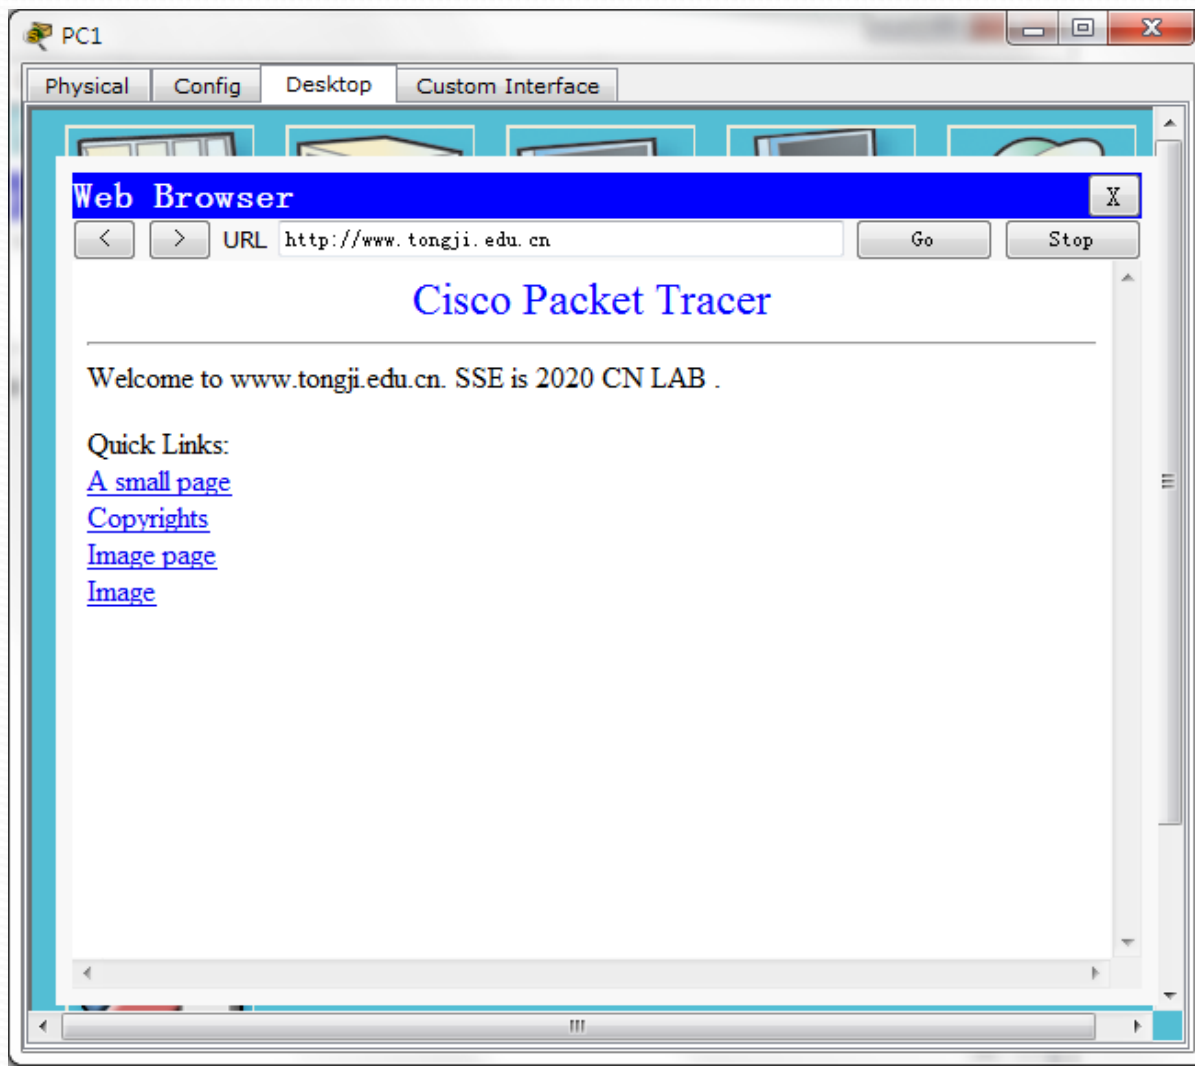 PC1
Physical Config Desktop Custom Interface
Web Browser X
< > URL http://www.tongji.edu.cn Go Stop
Cisco Packet Tracer
Welcome to www.tongji.edu.cn. SSE is 2020 CN LAB .
Quick Links:
A small page
Copyrights
Image page
Image